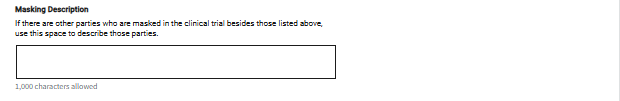 Masking Description
If there are other parties who are masked in the clinical trial besides those listed above,
use this space to describe those parties.
1,000 characters allowed